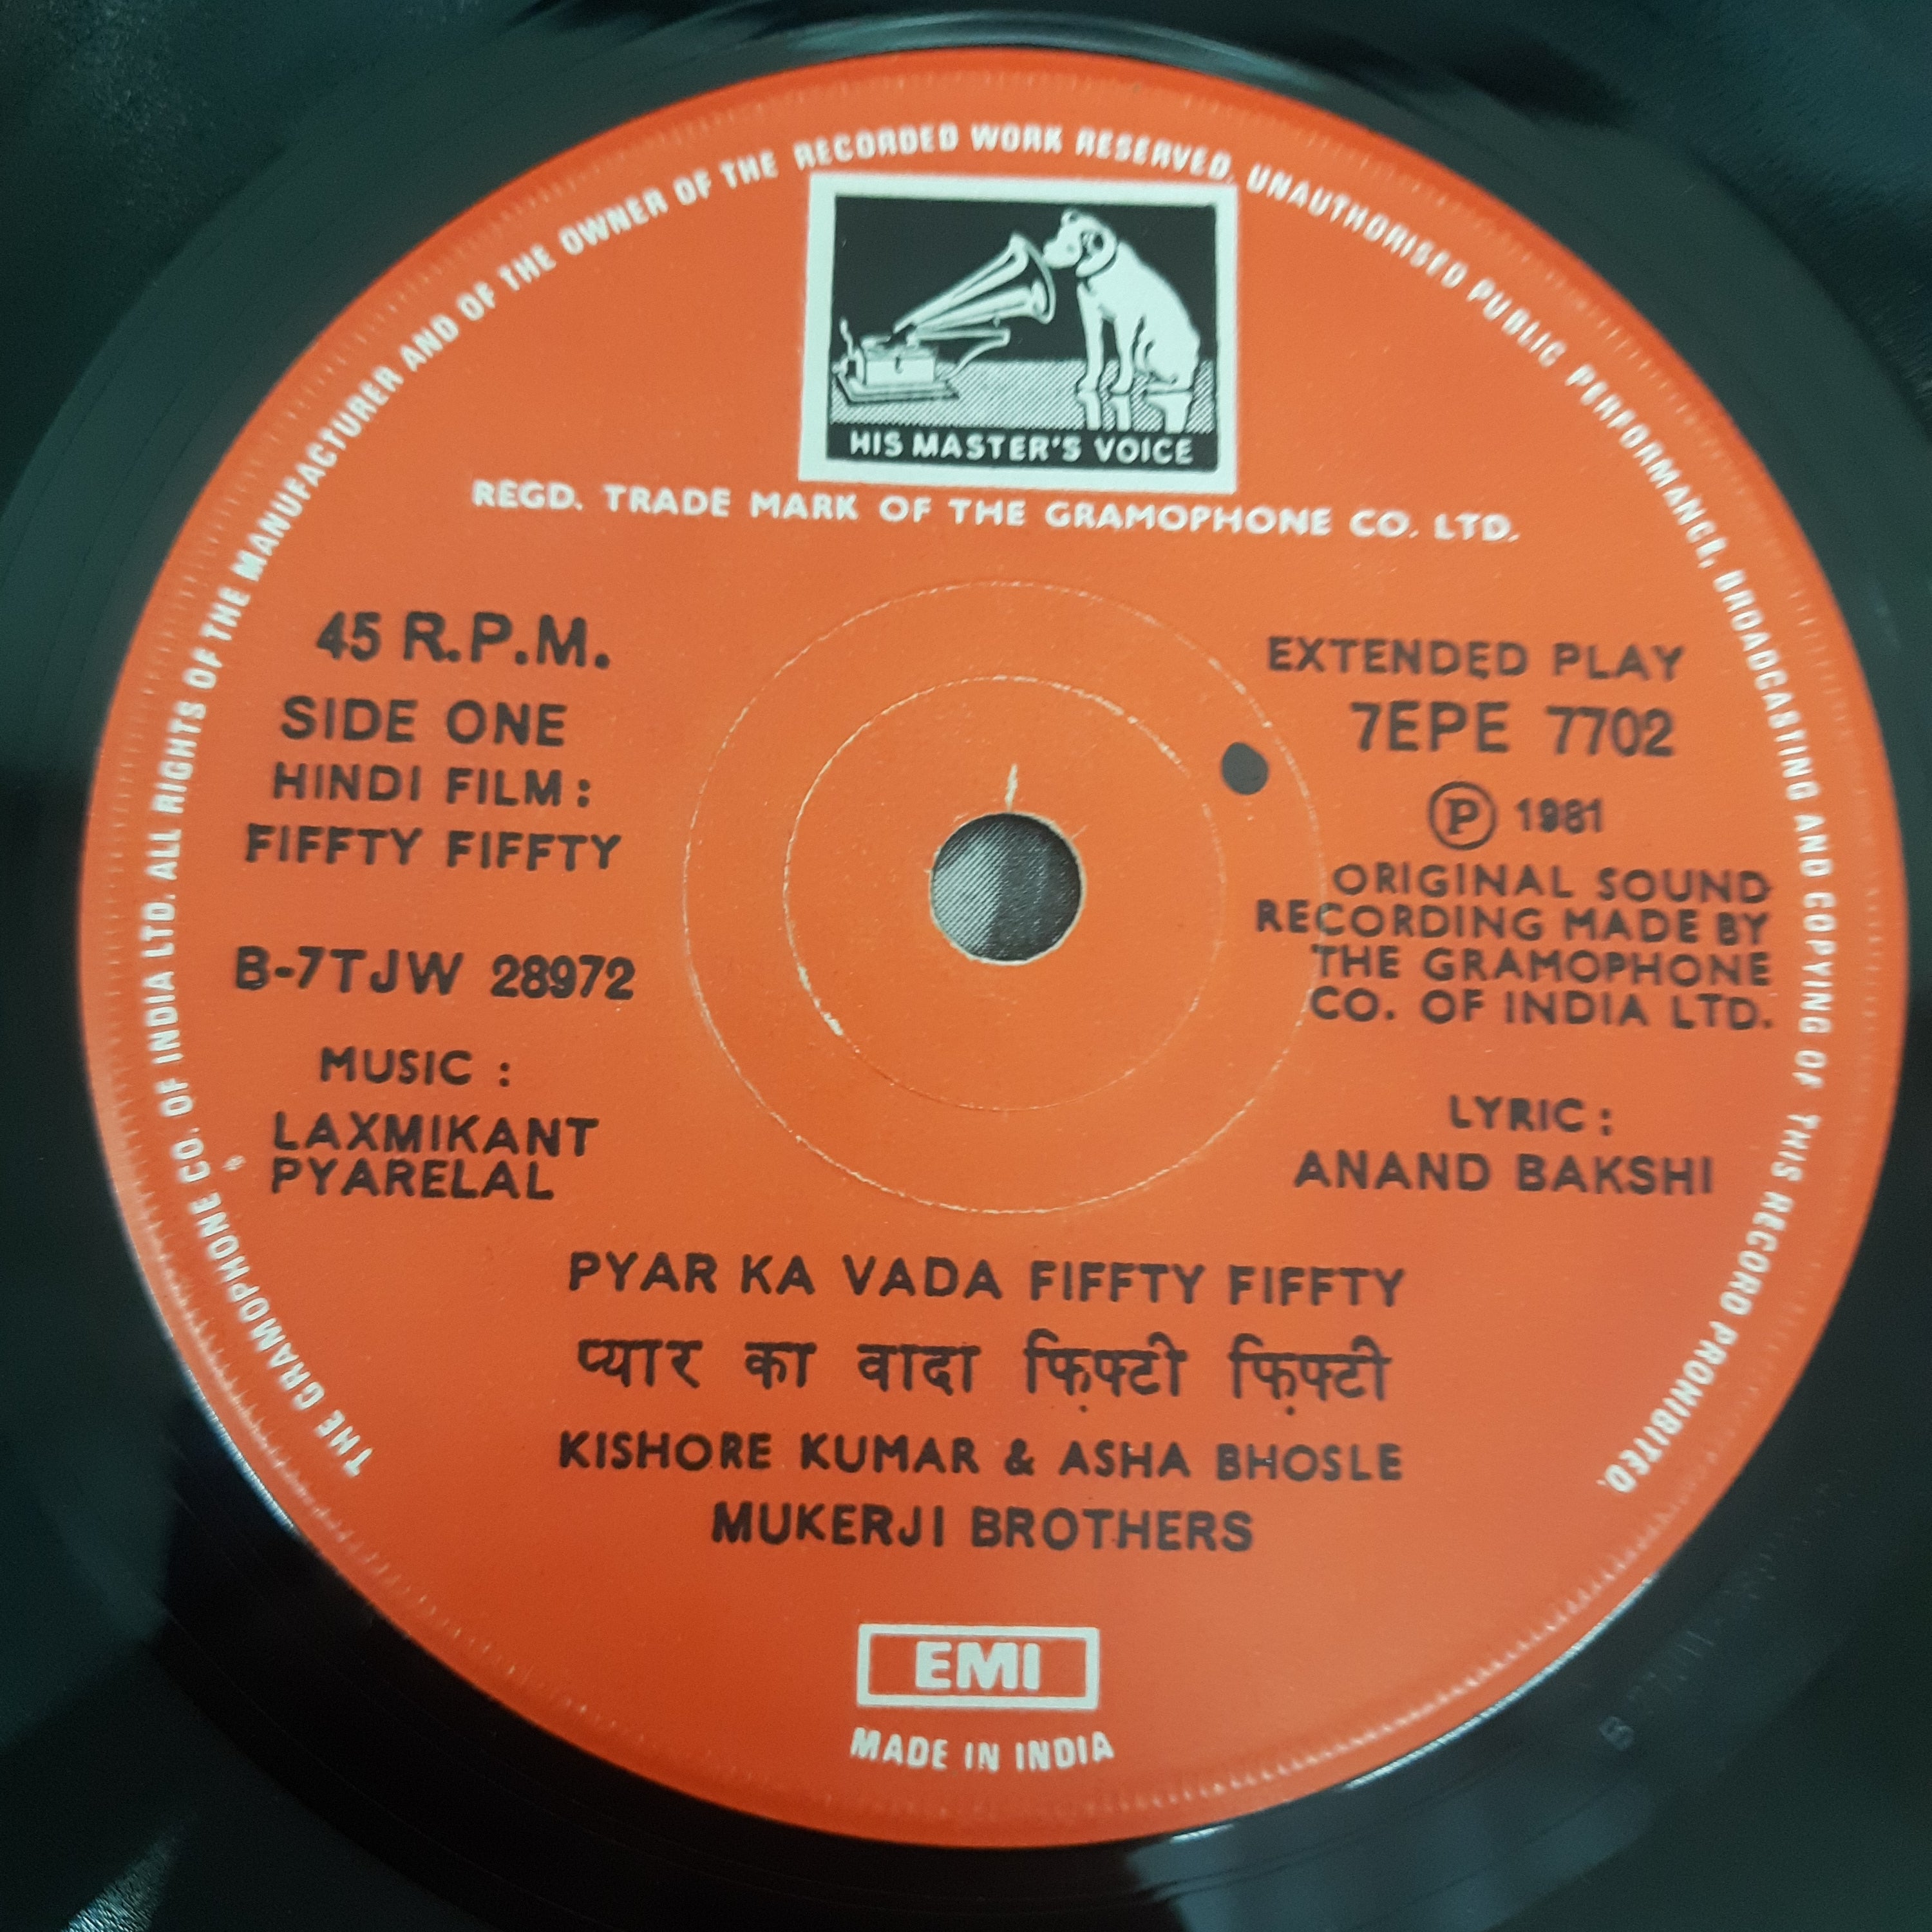 THE GRAMOPHONE CO. OF INDIA LTD. ALL RIGHTS OF THE MANUFACTURER AND OF THE OWNER OF THE RECORDED WORK RESERVED, UNAUTHORISED PUBLIC PERFORMANCE, BROADCASTING AND COPYING OF THIS RECORD PROHIBITED.
HIS MASTER'S VOICE
REGD. TRADE MARK OF THE GRAMOPHONE CO. LTD.
45 R.P.M.
SIDE ONE
HINDI FILM :
FIFFTY FIFFTY
B-7TJW 28972
MUSIC :
LAXMIKANT
PYARELAL
EXTENDED PLAY
7EPE 7702
Ⓟ 1981
ORIGINAL SOUND
RECORDING MADE BY
THE GRAMOPHONE
CO. OF INDIA LTD.
LYRIC :
ANAND BAKSHI
PYAR KA VADA FIFFTY FIFFTY
प्यार का वादा फ़िफ्टी फ़िफ्टी
KISHORE KUMAR & ASHA BHOSLE
MUKERJI BROTHERS
EMI
MADE IN INDIA